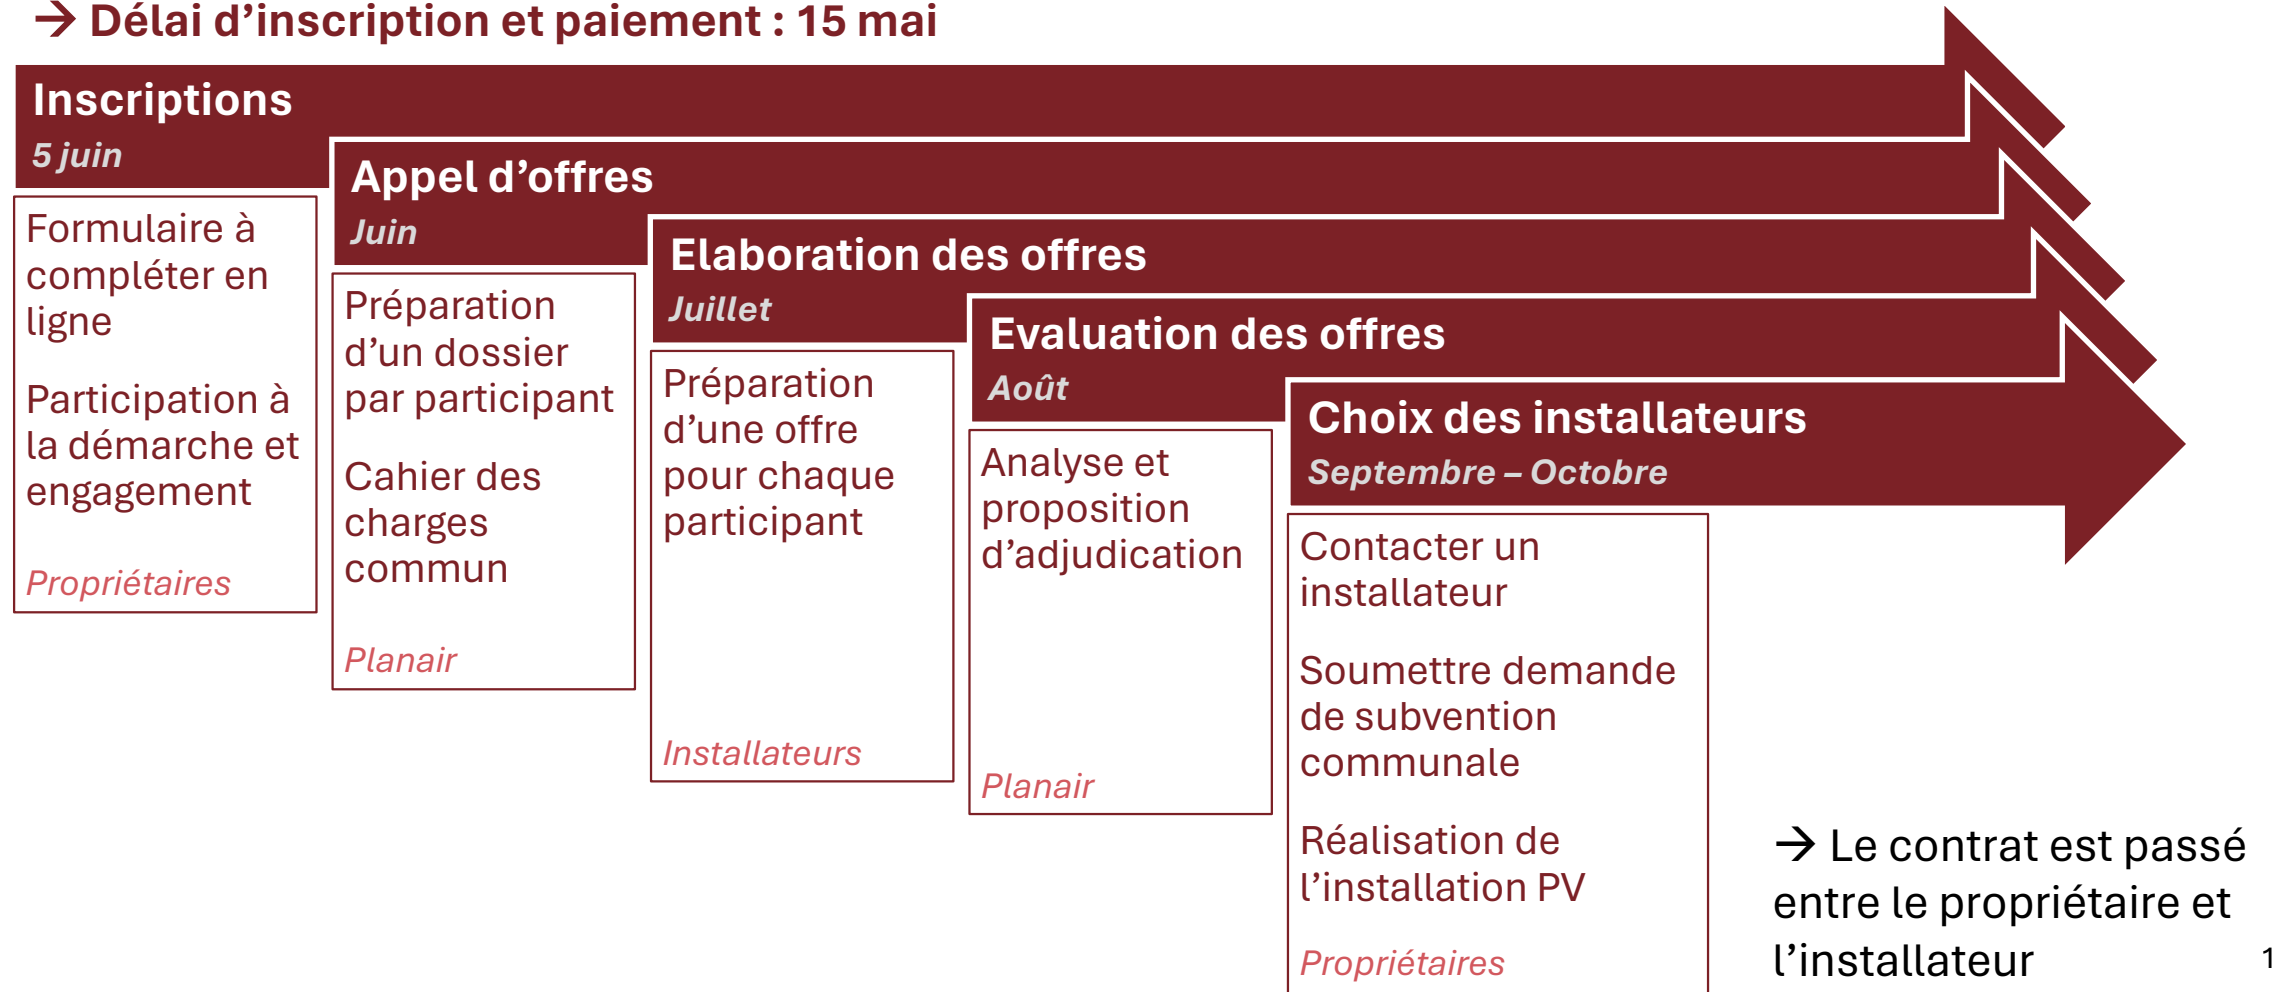 → Délai d’inscription et paiement : 15 mai
Inscriptions
5 juin
Formulaire à
compléter en
ligne
Participation à
la démarche et
engagement
Propriétaires
Appel d’offres
Juin
Préparation
d’un dossier
par participant
Cahier des
charges
commun
Planair
Elaboration des offres
Juillet
Préparation
d’une offre
pour chaque
participant
Installateurs
Evaluation des offres
Août
Analyse et
proposition
d’adjudication
Planair
Choix des installateurs
Septembre – Octobre
Contacter un
installateur
Soumettre demande
de subvention
communale
Réalisation de
l’installation PV
Propriétaires
→ Le contrat est passé
entre le propriétaire et
l’installateur
1